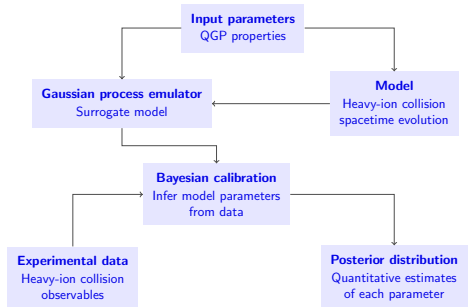 Input parameters
QGP properties
Gaussian process emulator
Surrogate model
Model
Heavy-ion collision
spacetime evolution
Bayesian calibration
Infer model parameters
from data
Experimental data
Heavy-ion collision
observables
Posterior distribution
Quantitative estimates
of each parameter